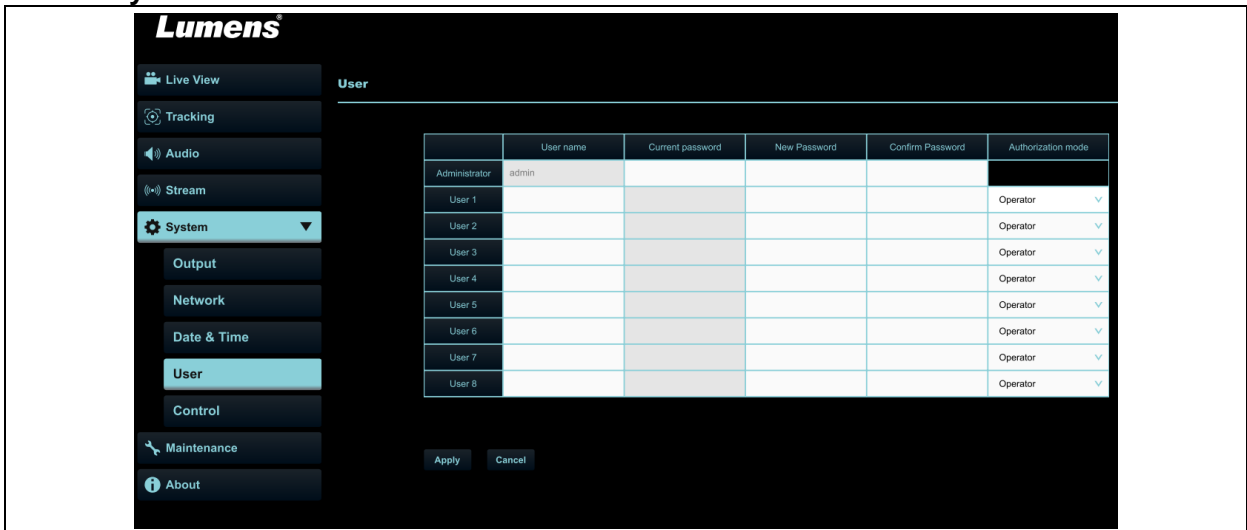 Lumens®
Live View
Tracking
Audio
Stream
System
Output
Network
Date & Time
User
Control
Maintenance
About
User
User name Current password New Password Confirm Password Authorization mode
Administrator admin
User 1 Operator
User 2 Operator
User 3 Operator
User 4 Operator
User 5 Operator
User 6 Operator
User 7 Operator
User 8 Operator
Apply Cancel